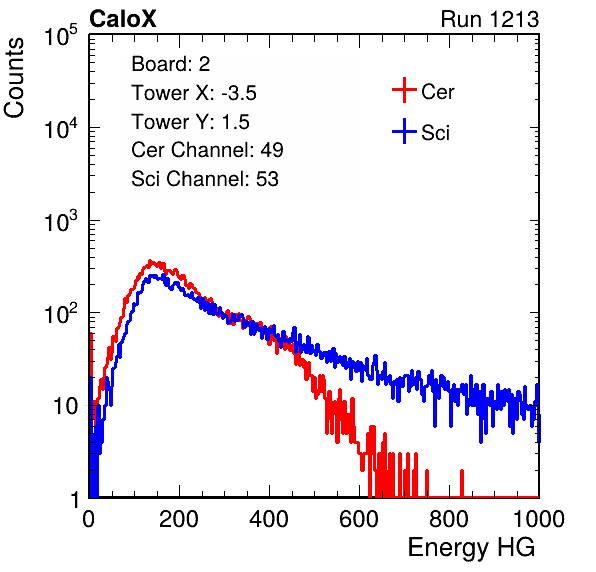 CaloX Run 1213
Counts
10^5
10^4
10^3
10^2
10
1
Board: 2
Tower X: -3.5
Tower Y: 1.5
Cer Channel: 49
Sci Channel: 53
Cer
Sci
0 200 400 600 800 1000
Energy HG